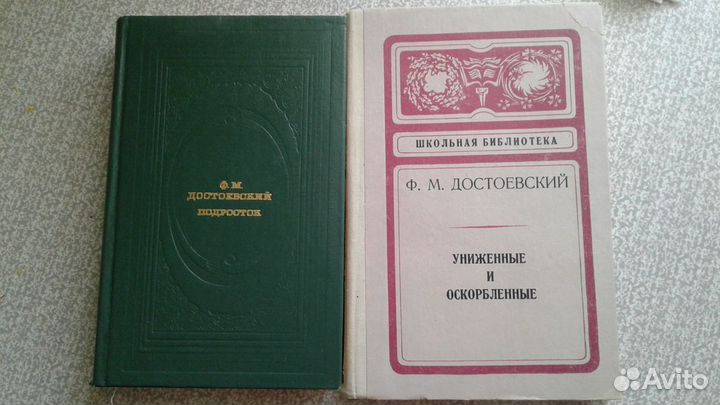 Ф. М.
ДОСТОЕВСКИЙ
ПОДРОСТОК
ШКОЛЬНАЯ БИБЛИОТЕКА
Ф. М. ДОСТОЕВСКИЙ
УНИЖЕННЫЕ
И
ОСКОРБЛЕННЫЕ
Avito